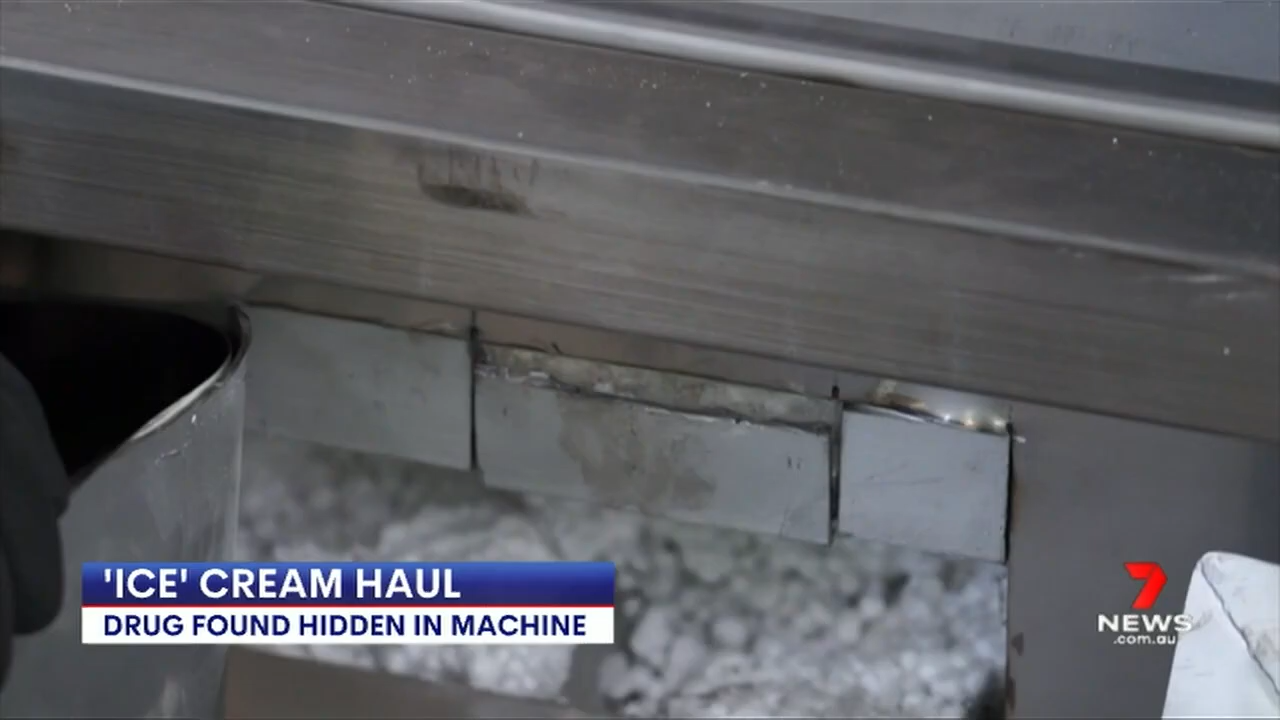 'ICE' CREAM HAUL
DRUG FOUND HIDDEN IN MACHINE
7
NEWS
.com.au